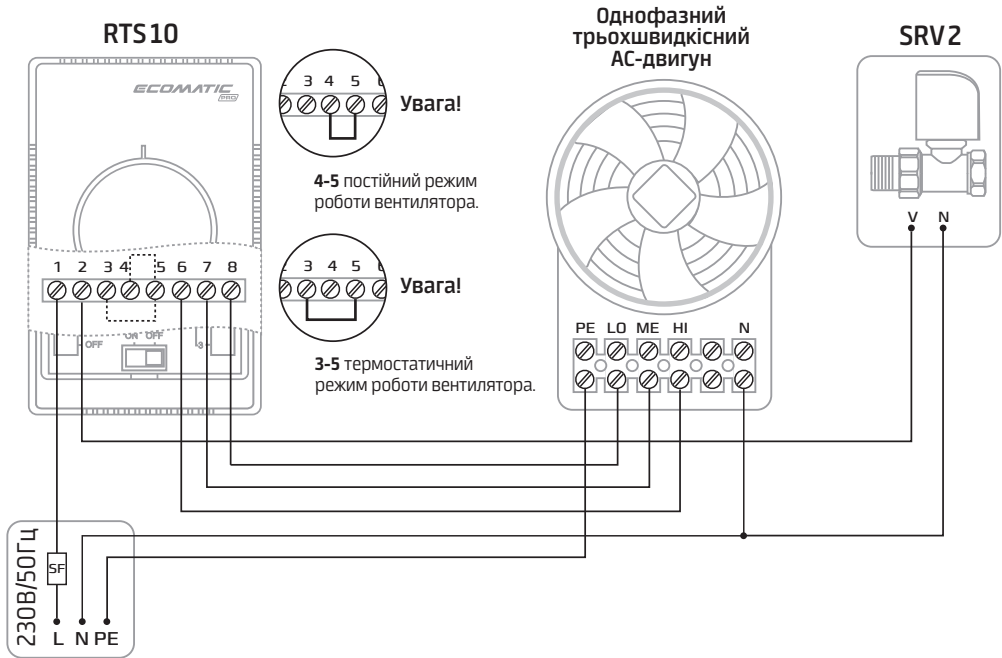 RTS10
ECOMATIC
PRO
1 2 3 4 5 6 7 8
OFF
ON OFF
3
3 4 5
Увага!
4-5 постійний режим
роботи вентилятора.
3 4 5
Увага!
3-5 термостатичний
режим роботи вентилятора.
Однофазний
трьохшвидкісний
АС-двигун
PE LO ME HI N
SRV2
V N
230В/50Гц
SF
L N PE